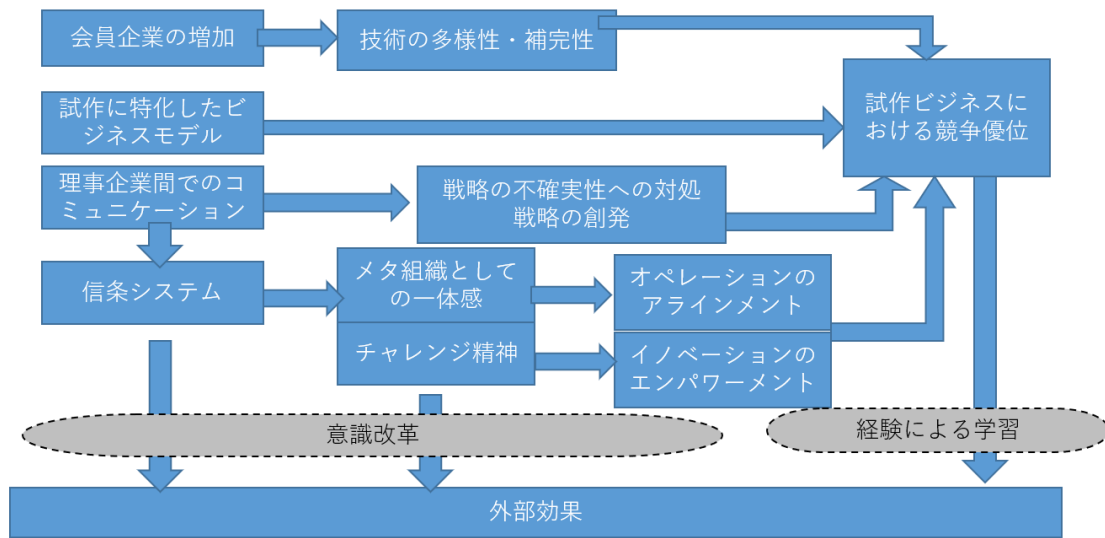 会員企業の増加
技術の多様性・補完性
試作に特化したビ
ジネスモデル
試作ビジネスに
おける競争優位
理事企業間でのコ
ミュニケーション
戦略の不確実性への対処
戦略の創発
信条システム
メタ組織として
の一体感
チャレンジ精神
オペレーションの
アラインメント
イノベーションの
エンパワーメント
意識改革
経験による学習
外部効果